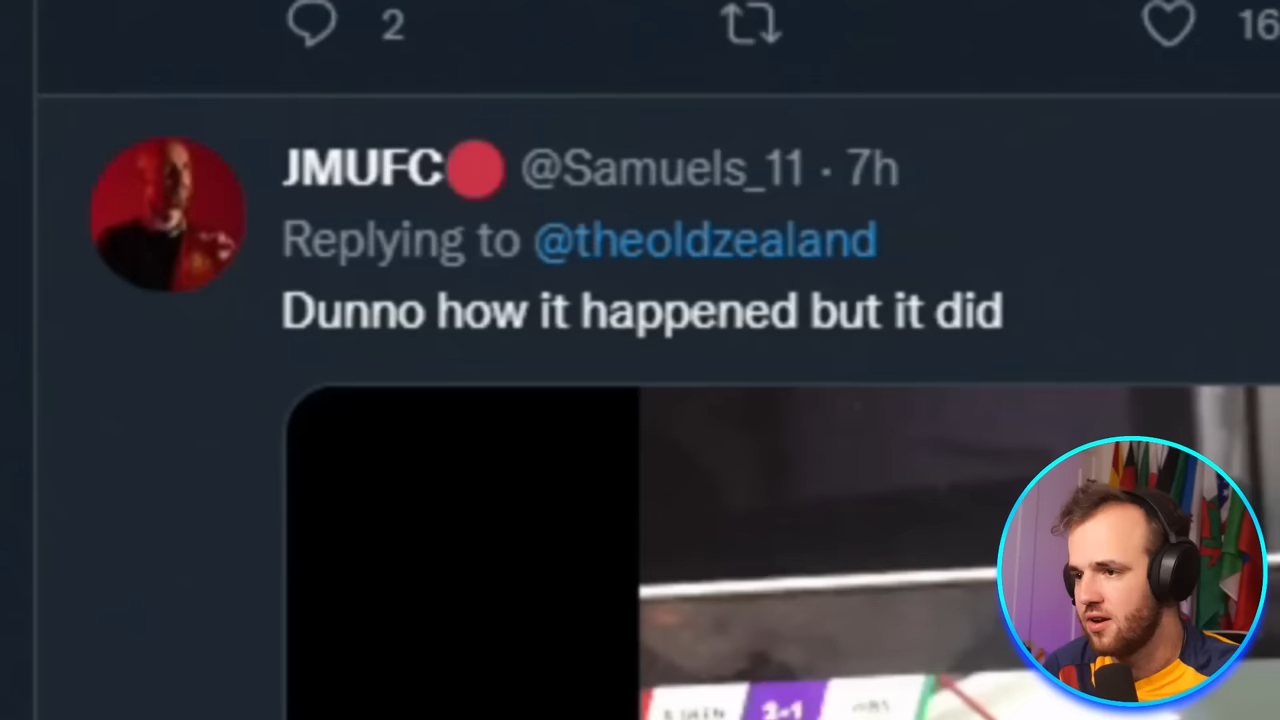 2
16
JMUFC🔴 @Samuels_11 · 7h
Replying to @theoldzealand
Dunno how it happened but it did